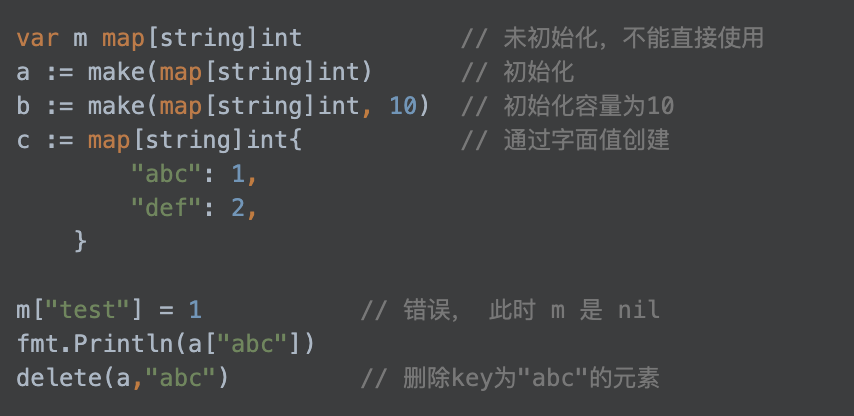 var m map[string]int // 未初始化，不能直接使用
a := make(map[string]int) // 初始化
b := make(map[string]int, 10) // 初始化容量为10
c := map[string]int{ // 通过字面值创建
"abc": 1,
"def": 2,
}
m["test"] = 1 // 错误， 此时 m 是 nil
fmt.Println(a["abc"])
delete(a,"abc") // 删除key为"abc"的元素